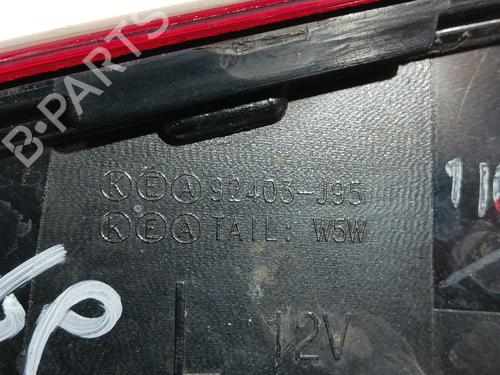 B-PARTS
KEA 92403-J95
KEA TAIL: W5W
L 12V